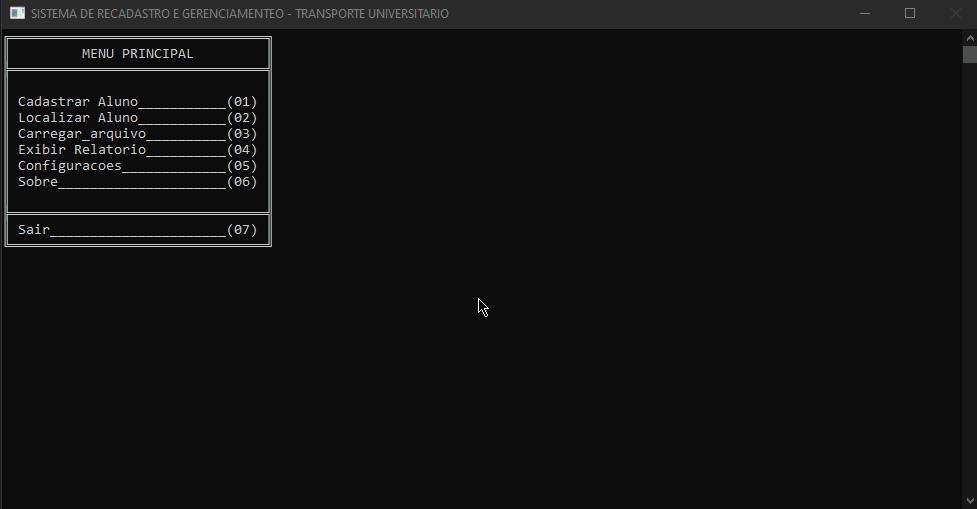 SISTEMA DE RECADASTRO E GERENCIAMENTEO - TRANSPORTE UNIVERSITARIO
MENU PRINCIPAL
Cadastrar Aluno___________(01)
Localizar Aluno___________(02)
Carregar_arquivo__________(03)
Exibir Relatorio__________(04)
Configuracoes_____________(05)
Sobre_____________________(06)
Sair______________________(07)